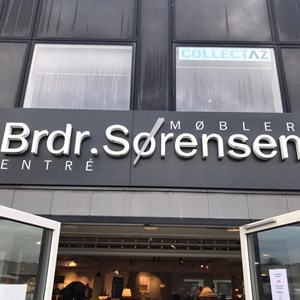 COLLECTAZ
MØBLER
Brdr. Sørensen
ENTRÉ